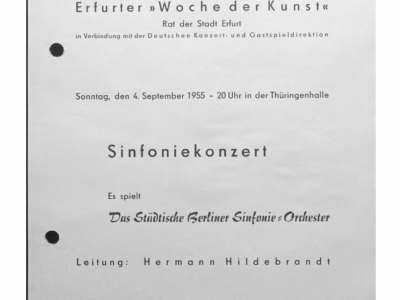 Erfurter »Woche der Kunst«
Rat der Stadt Erfurt
in Verbindung mit der Deutschen Konzert- und Gastspieldirektion
Sonntag, den 4. September 1955 – 20 Uhr in der Thüringenhalle
Sinfoniekonzert
Es spielt
Das Städtische Berliner Sinfonie-Orchester
Leitung: Hermann Hildebrandt